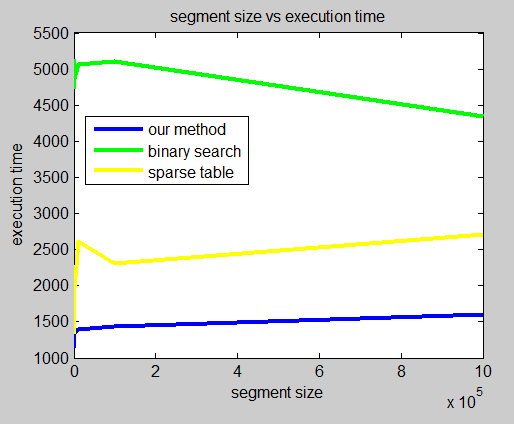 segment size vs execution time
5500
5000
4500
4000
3500
3000
2500
2000
1500
1000
execution time
our method
binary search
sparse table
0
2
4
6
8
10
x 10^5
segment size